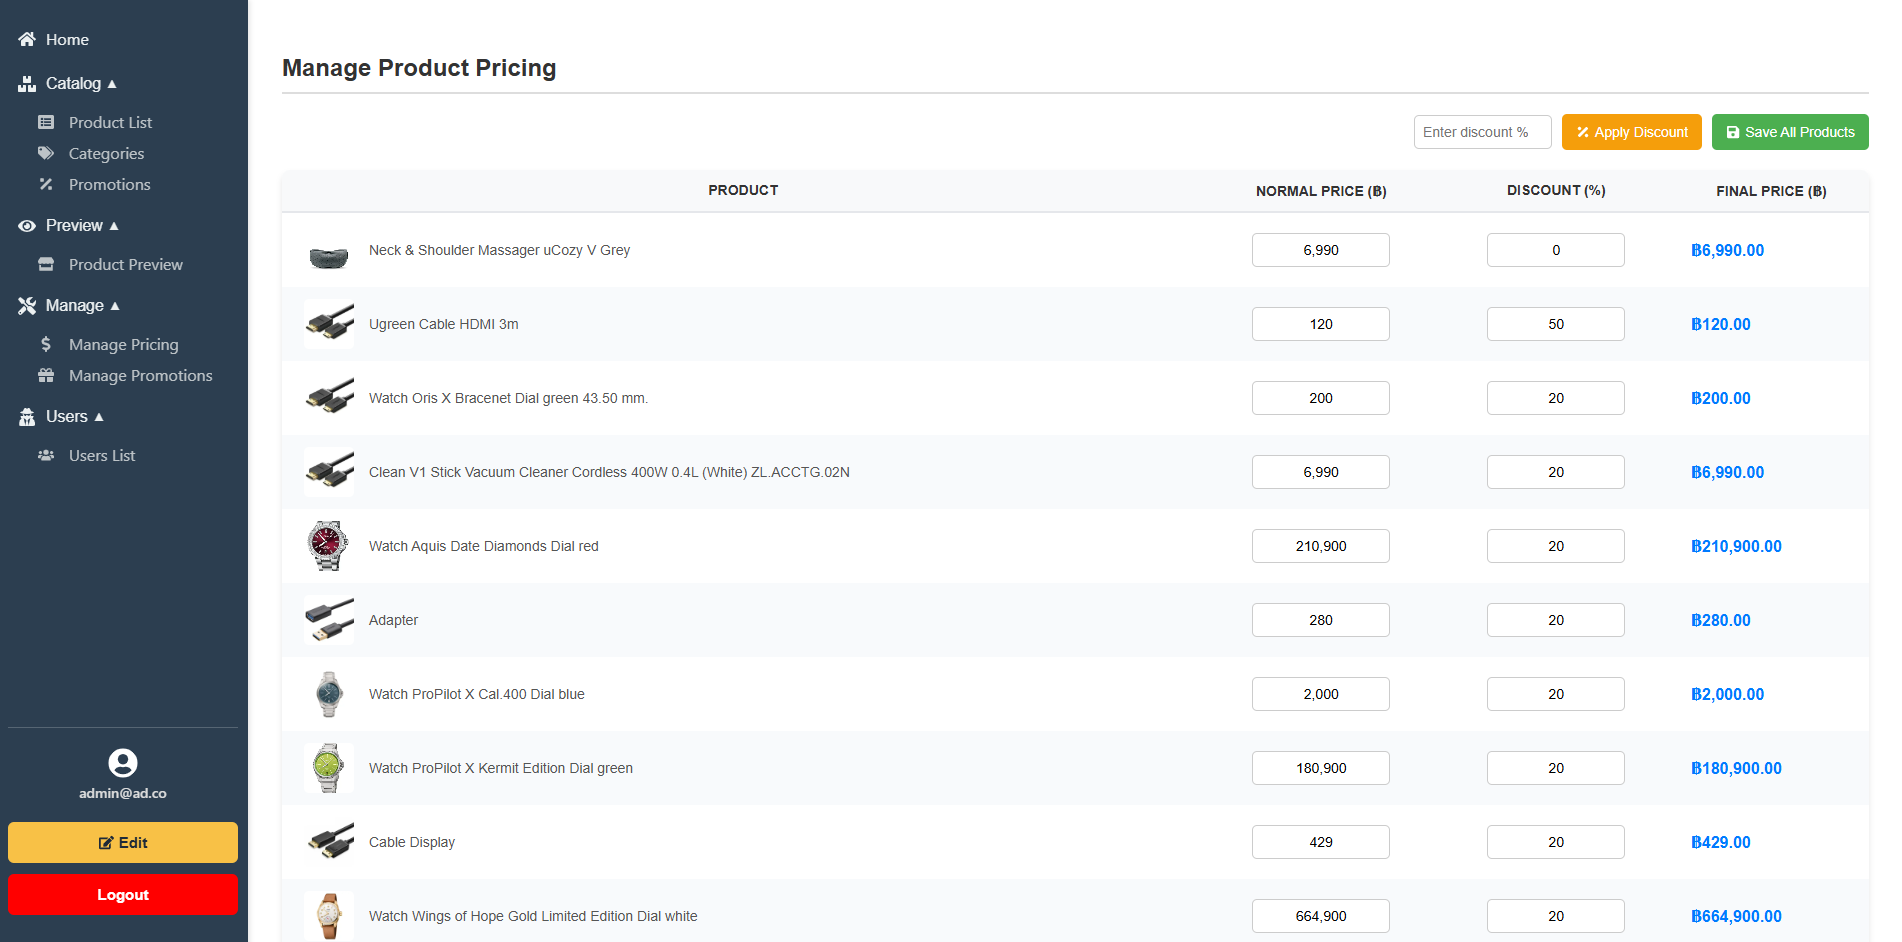 Home
Catalog ▲
Product List
Categories
Promotions
Preview ▲
Product Preview
Manage ▲
Manage Pricing
Manage Promotions
Users ▲
Users List
admin@ad.co
Edit
Logout
Manage Product Pricing
Enter discount %
Apply Discount
Save All Products
PRODUCT NORMAL PRICE (฿) DISCOUNT (%) FINAL PRICE (฿)
Neck & Shoulder Massager uCozy V Grey 6,990 0 ฿6,990.00
Ugreen Cable HDMI 3m 120 50 ฿120.00
Watch Oris X Bracenet Dial green 43.50 mm. 200 20 ฿200.00
Clean V1 Stick Vacuum Cleaner Cordless 400W 0.4L (White) ZL.ACCTG.02N 6,990 20 ฿6,990.00
Watch Aquis Date Diamonds Dial red 210,900 20 ฿210,900.00
Adapter 280 20 ฿280.00
Watch ProPilot X Cal.400 Dial blue 2,000 20 ฿2,000.00
Watch ProPilot X Kermit Edition Dial green 180,900 20 ฿180,900.00
Cable Display 429 20 ฿429.00
Watch Wings of Hope Gold Limited Edition Dial white 664,900 20 ฿664,900.00